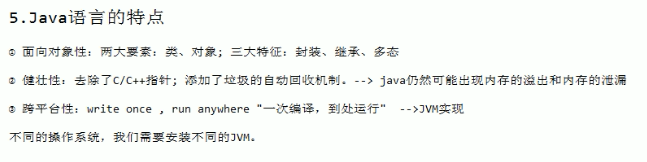 5.Java语言的特点
① 面向对象性：两大要素：类、对象；三大特征：封装、继承、多态
② 健壮性：去除了C/C++指针；添加了垃圾的自动回收机制。--> java仍然可能出现内存的溢出和内存的泄漏
③ 跨平台性：write once , run anywhere "一次编译，到处运行"  -->JVM实现
不同的操作系统，我们需要安装不同的JVM。